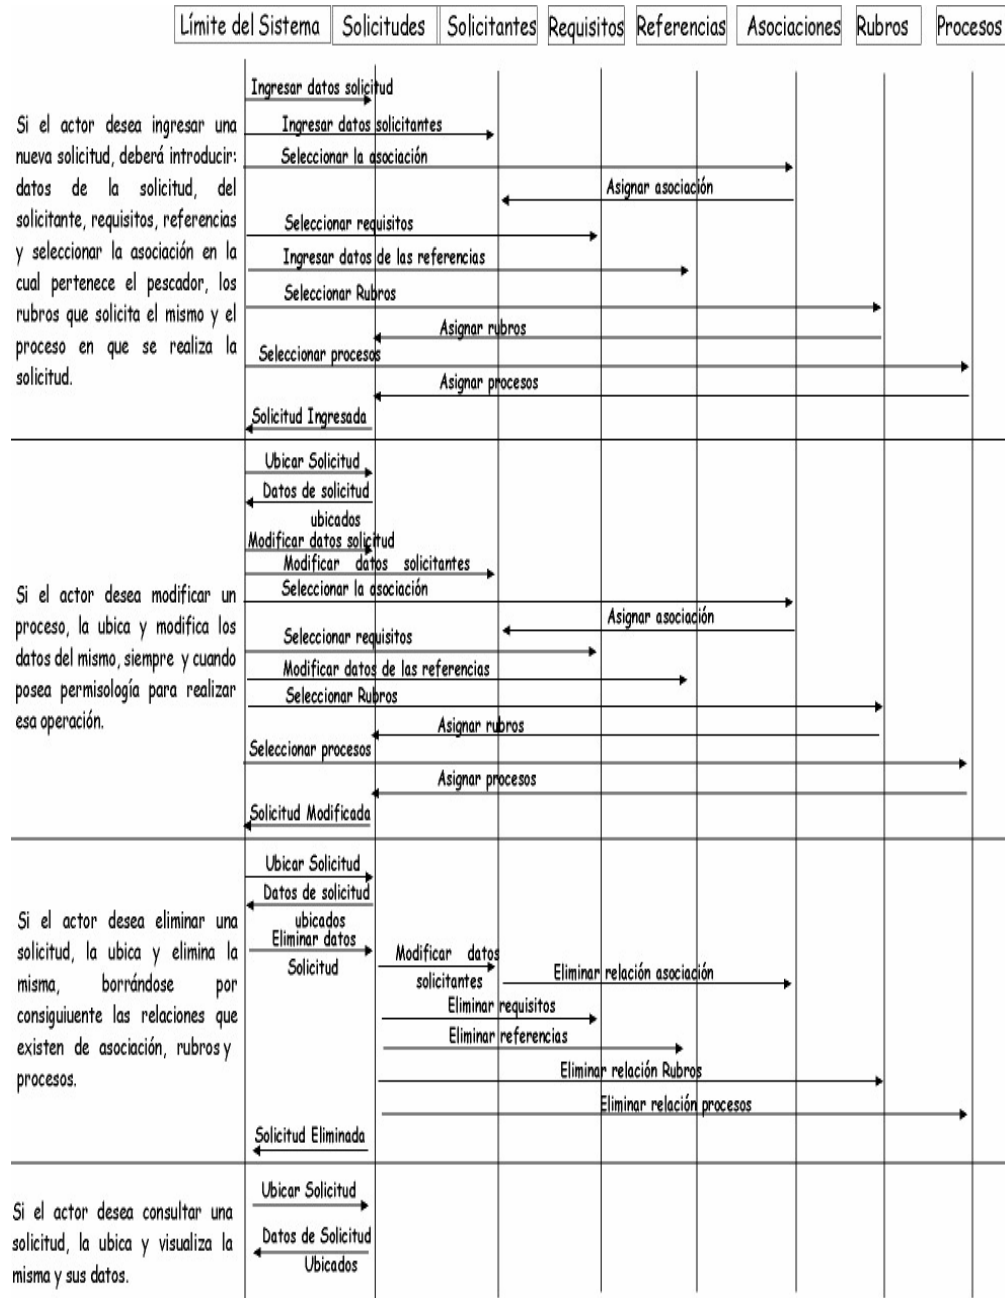 Límite del Sistema Solicitudes Solicitantes Requisitos Referencias Asociaciones Rubros Procesos
Si el actor desea ingresar una
nueva solicitud, deberá introducir:
datos de la solicitud, del
solicitante, requisitos, referencias
y seleccionar la asociación en la
cual pertenece el pescador, los
rubros que solicita el mismo y el
proceso en que se realiza la
solicitud.
Ingresar datos solicitud
Ingresar datos solicitantes
Seleccionar la asociación
Asignar asociación
Seleccionar requisitos
Ingresar datos de las referencias
Seleccionar Rubros
Asignar rubros
Seleccionar procesos
Asignar procesos
Solicitud Ingresada
Si el actor desea modificar un
proceso, la ubica y modifica los
datos del mismo, siempre y cuando
posea permisología para realizar
esa operación.
Ubicar Solicitud
Datos de solicitud
ubicados
Modificar datos solicitud
Modificar datos solicitantes
Seleccionar la asociación
Asignar asociación
Seleccionar requisitos
Modificar datos de las referencias
Seleccionar Rubros
Asignar rubros
Seleccionar procesos
Asignar procesos
Solicitud Modificada
Si el actor desea eliminar una
solicitud, la ubica y elimina la
misma, borrándose por
consiguiuente las relaciones que
existen de asociación, rubros y
procesos.
Ubicar Solicitud
Datos de solicitud
ubicados
Eliminar datos
Solicitud
Modificar datos
solicitantes
Eliminar relación asociación
Eliminar requisitos
Eliminar referencias
Eliminar relación Rubros
Eliminar relación procesos
Solicitud Eliminada
Si el actor desea consultar una
solicitud, la ubica y visualiza la
misma y sus datos.
Ubicar Solicitud
Datos de Solicitud
Ubicados